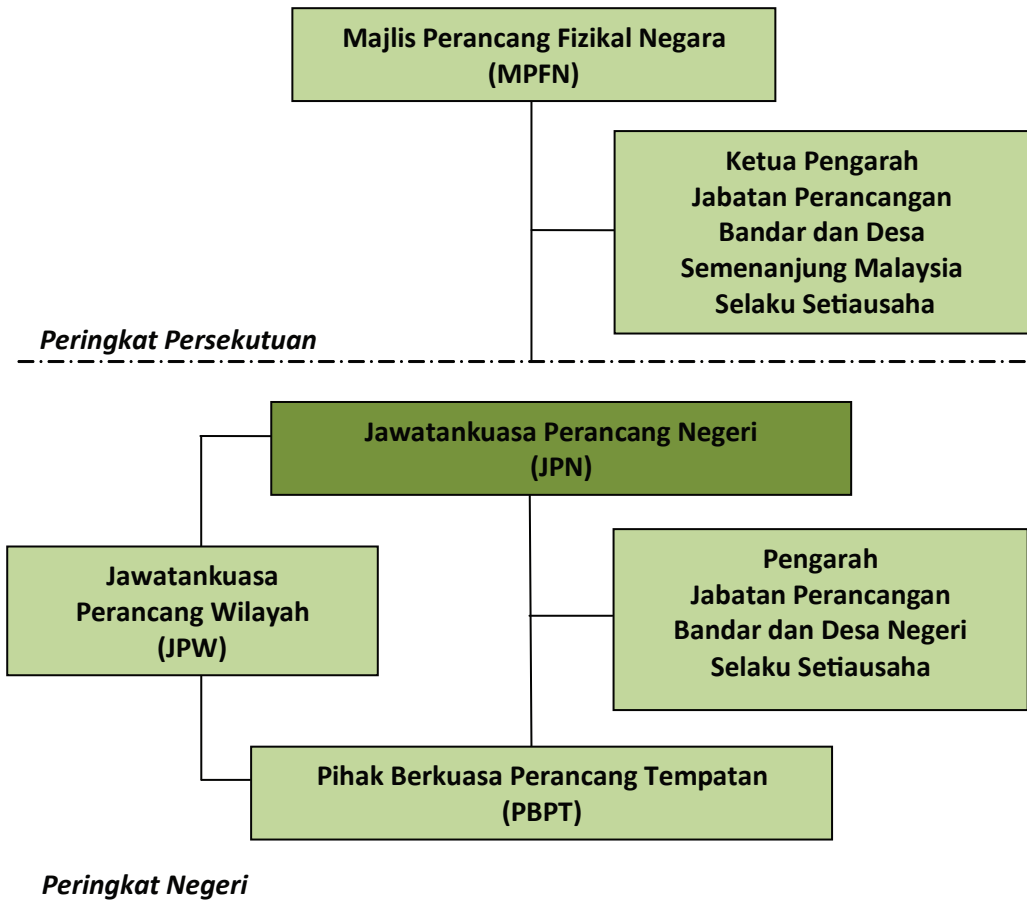 Majlis Perancang Fizikal Negara
(MPFN)
Ketua Pengarah
Jabatan Perancangan
Bandar dan Desa
Semenanjung Malaysia
Selaku Setiausaha
Peringkat Persekutuan
Jawatankuasa Perancang Negeri
(JPN)
Jawatankuasa
Perancang Wilayah
(JPW)
Pengarah
Jabatan Perancangan
Bandar dan Desa Negeri
Selaku Setiausaha
Pihak Berkuasa Perancang Tempatan
(PBPT)
Peringkat Negeri